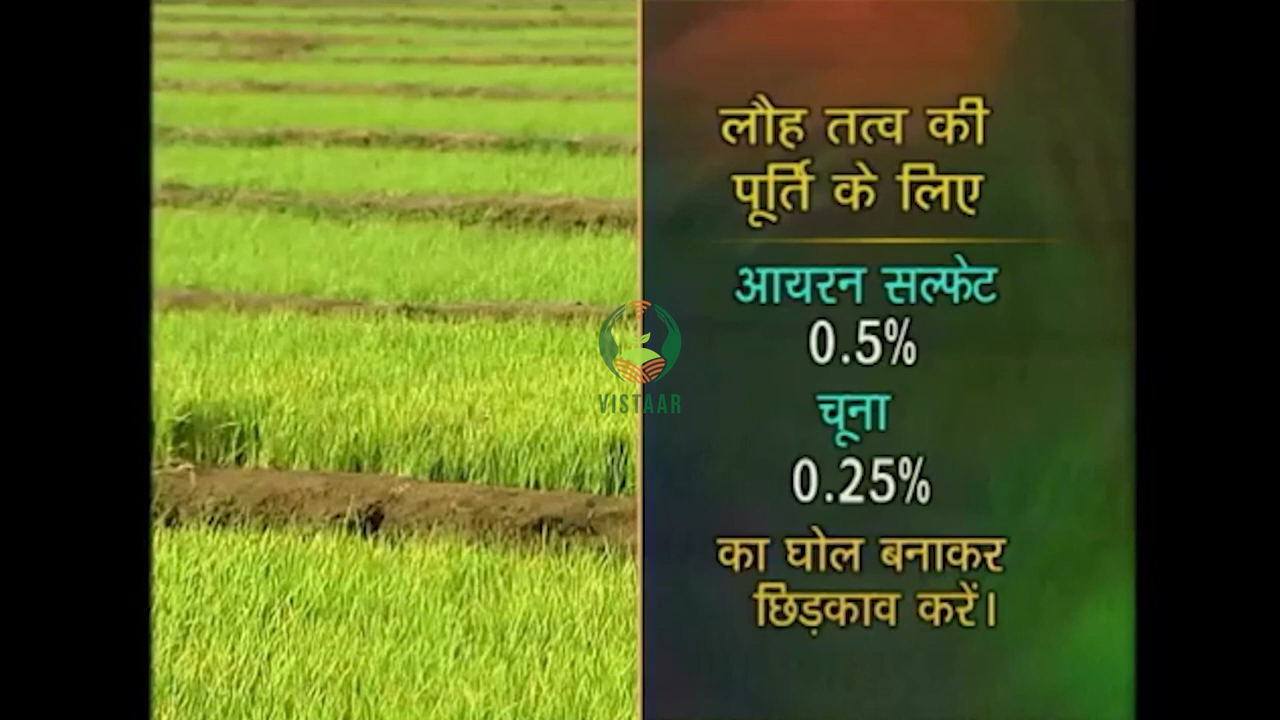 लौह तत्व की
पूर्ति के लिए
आयरन सल्फेट
0.5%
चूना
0.25%
का घोल बनाकर
छिड़काव करें।
VISTAAR